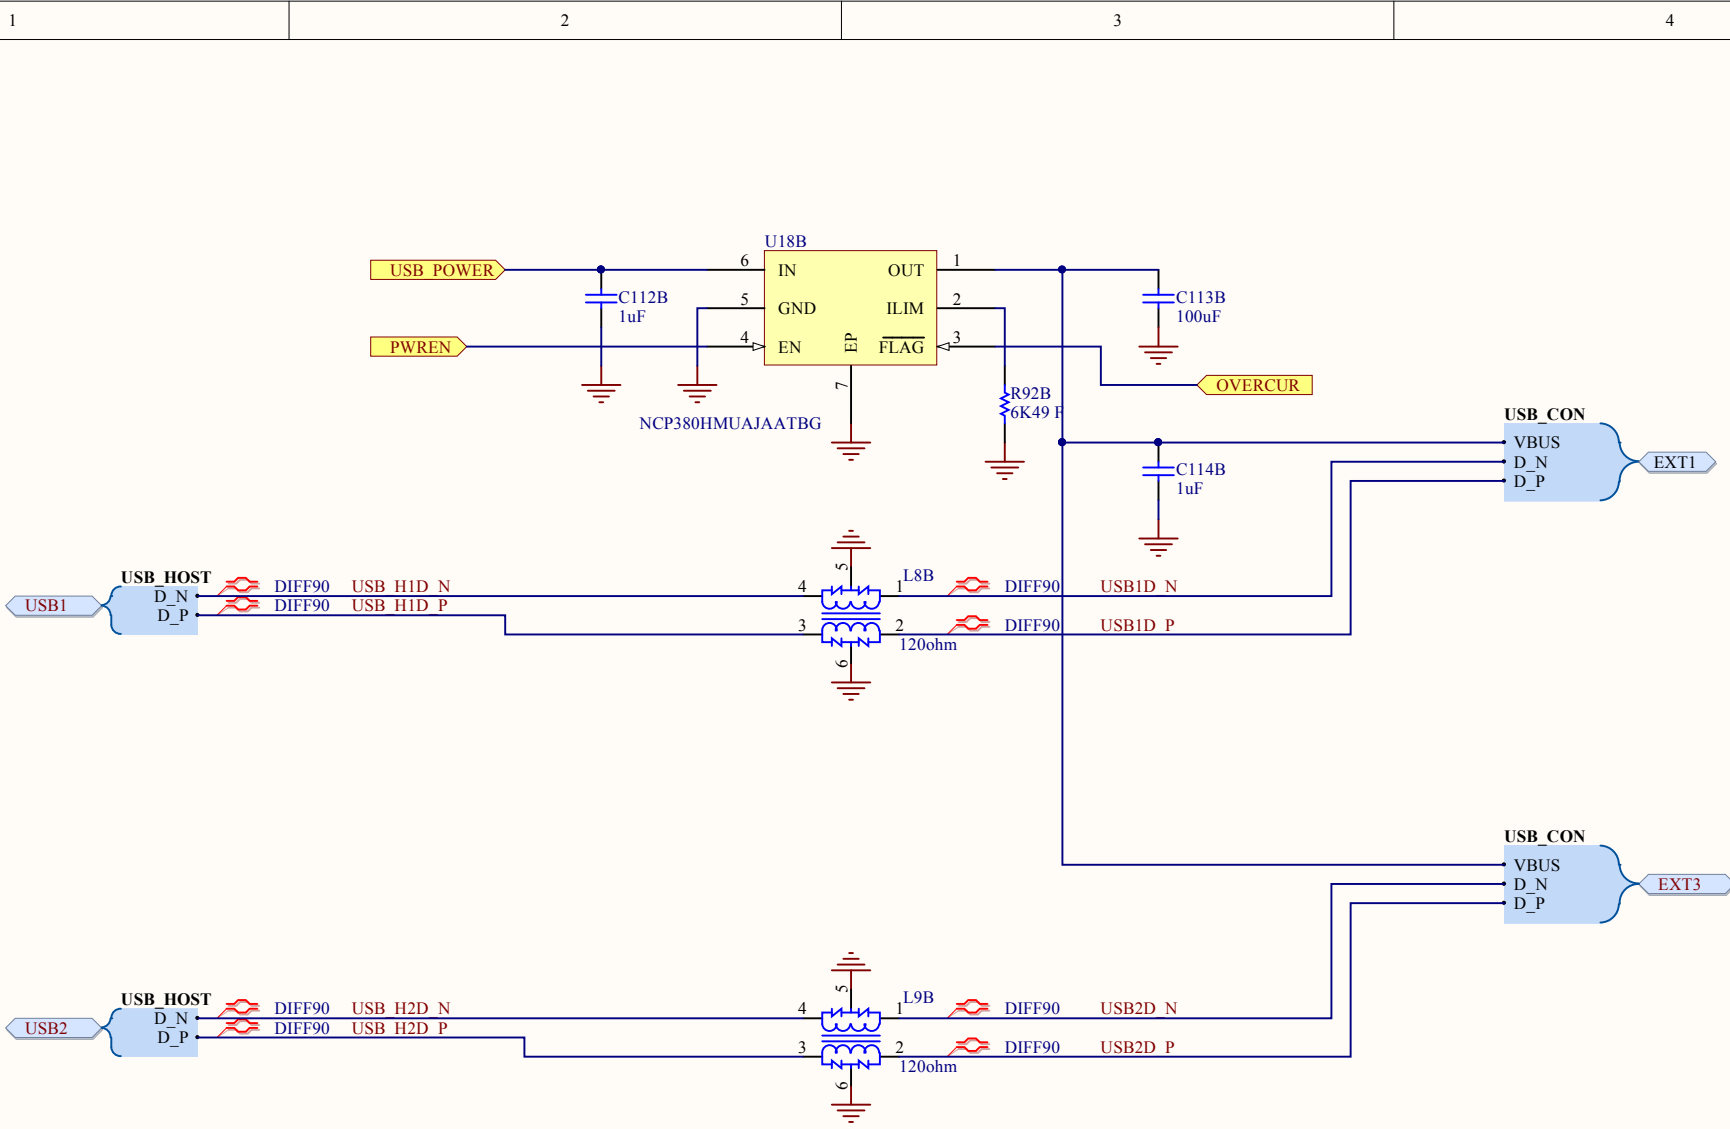 1 2 3 4
U18B
USB_POWER
6 IN OUT 1
C112B
1uF
5 GND ILIM 2
C113B
100uF
PWREN
4 EN EP FLAG 3
7
OVERCUR
R92B
6K49 F
NCP380HMUAJAATBG
USB_CON
VBUS
D_N
D_P
EXT1
C114B
1uF
USB_HOST
D_N
D_P
USB1
DIFF90 USB_H1D_N
DIFF90 USB_H1D_P
5
4 1 L8B
3 2
120ohm
6
DIFF90 USB1D_N
DIFF90 USB1D_P
USB_CON
VBUS
D_N
D_P
EXT3
USB_HOST
D_N
D_P
USB2
DIFF90 USB_H2D_N
DIFF90 USB_H2D_P
5
4 1 L9B
3 2
120ohm
6
DIFF90 USB2D_N
DIFF90 USB2D_P